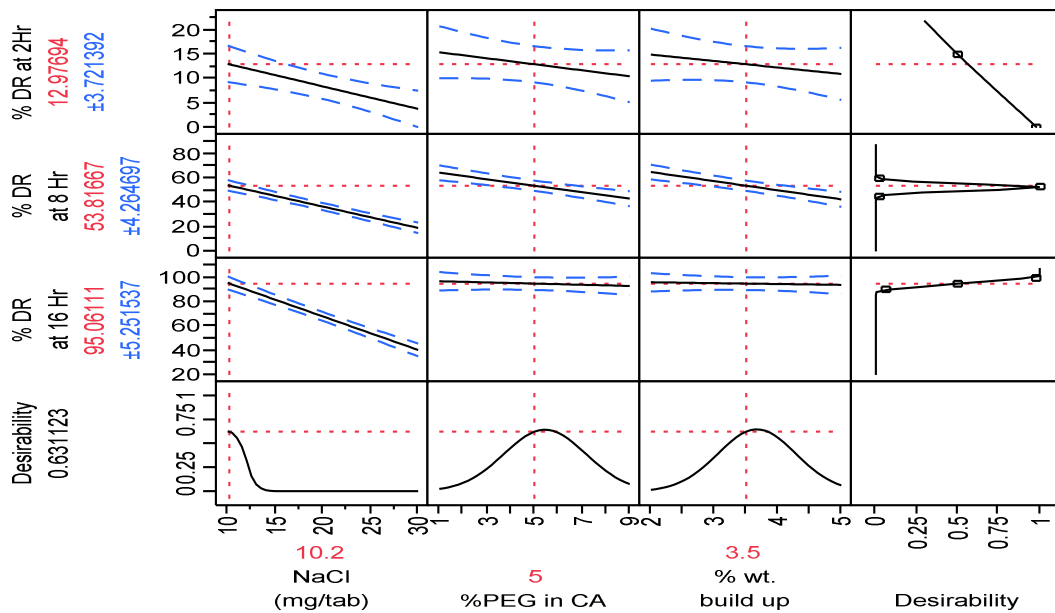 % DR at 2Hr
12.97694
±3.721392
20
15
10
5
0
% DR
at 8 Hr
53.81667
±4.264697
80
60
40
20
0
% DR
at 16 Hr
95.06111
±5.251537
100
80
60
40
20
Desirability
0.631123
0.751
00.25
10 15 20 25 30
1 3 5 7 9
2 3 4 5
0 0.25 0.5 0.75 1
10.2
NaCl
(mg/tab)
5
%PEG in CA
3.5
% wt.
build up
Desirability